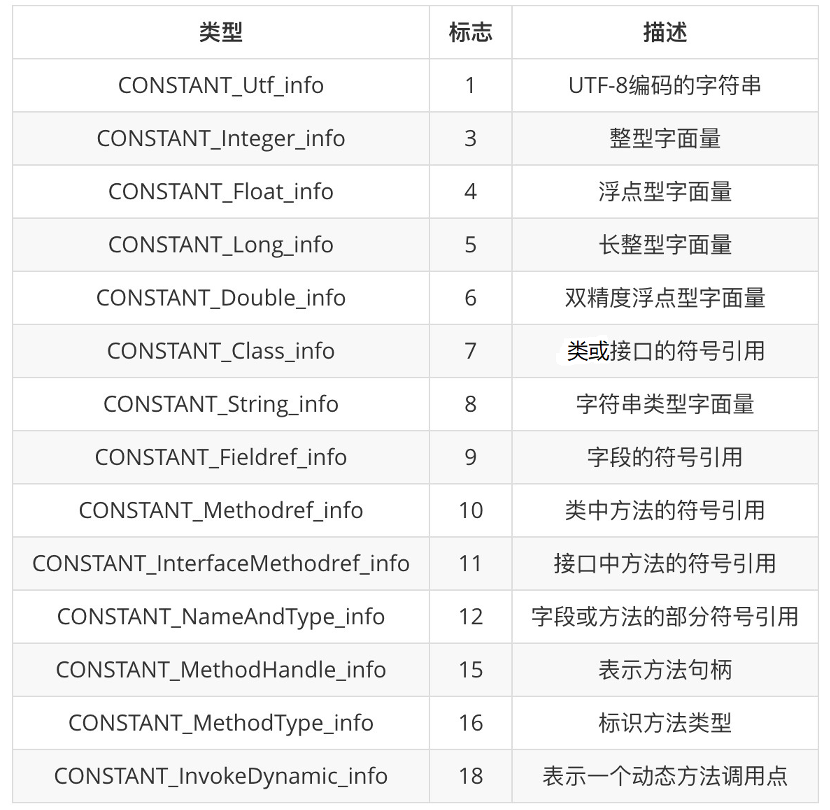 类型 标志 描述
CONSTANT_Utf_info 1 UTF-8编码的字符串
CONSTANT_Integer_info 3 整型字面量
CONSTANT_Float_info 4 浮点型字面量
CONSTANT_Long_info 5 长整型字面量
CONSTANT_Double_info 6 双精度浮点型字面量
CONSTANT_Class_info 7 类或接口的符号引用
CONSTANT_String_info 8 字符串类型字面量
CONSTANT_Fieldref_info 9 字段的符号引用
CONSTANT_Methodref_info 10 类中方法的符号引用
CONSTANT_InterfaceMethodref_info 11 接口中方法的符号引用
CONSTANT_NameAndType_info 12 字段或方法的部分符号引用
CONSTANT_MethodHandle_info 15 表示方法句柄
CONSTANT_MethodType_info 16 标识方法类型
CONSTANT_InvokeDynamic_info 18 表示一个动态方法调用点